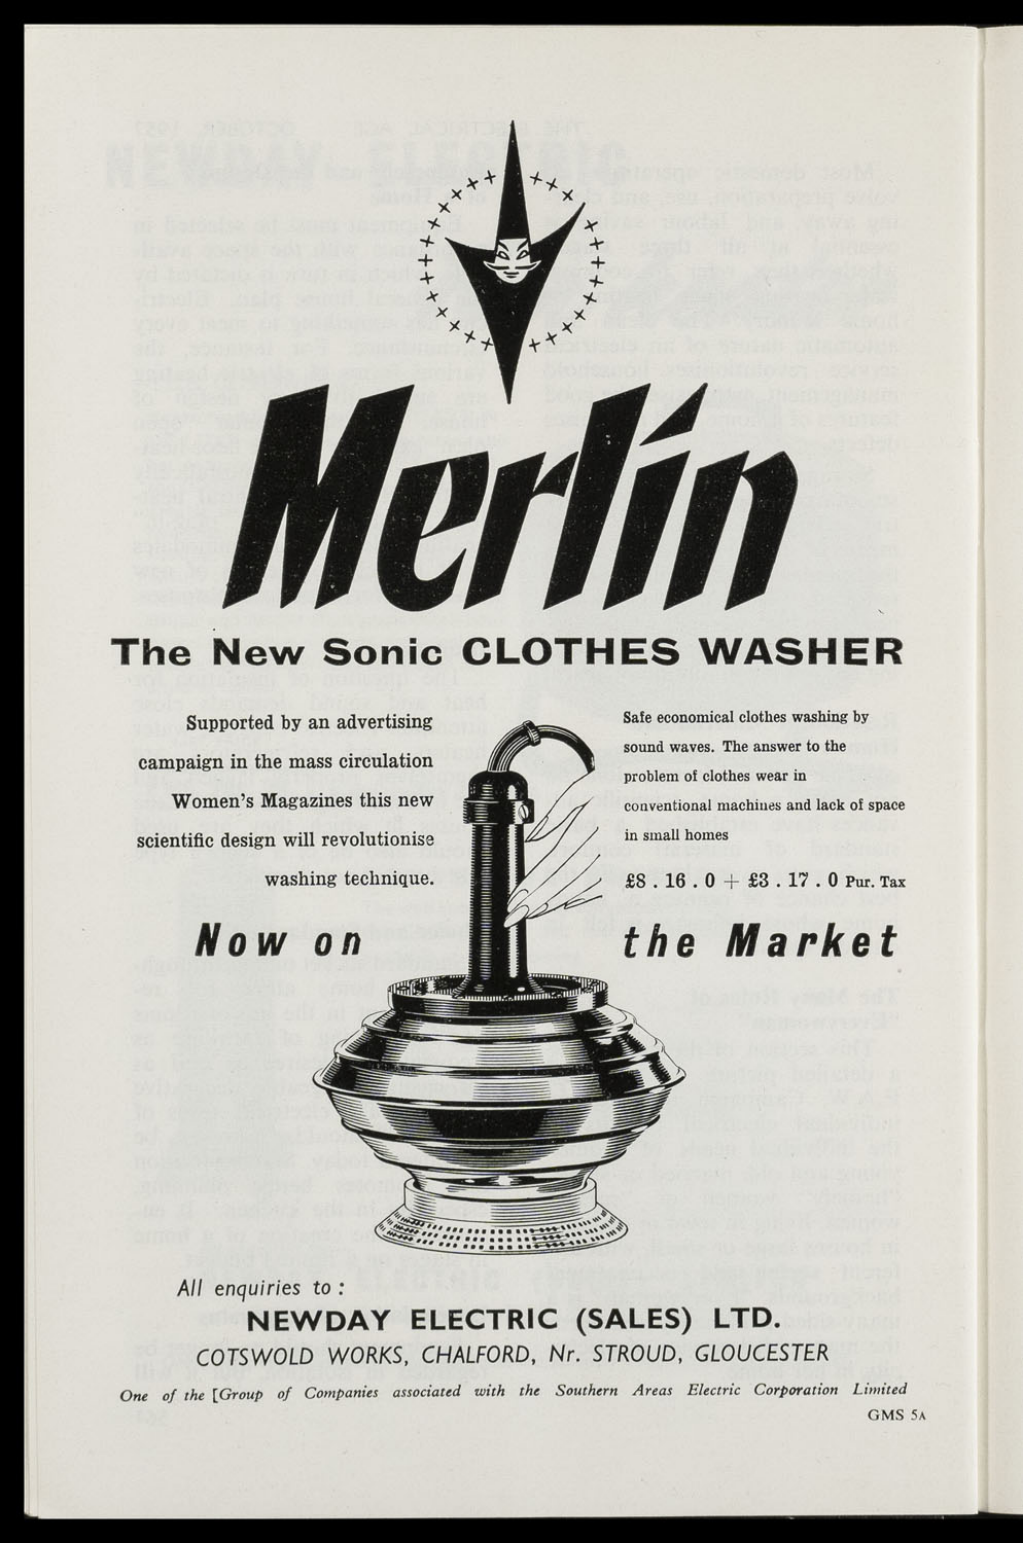 Merlin
The New Sonic CLOTHES WASHER
Supported by an advertising
campaign in the mass circulation
Women's Magazines this new
scientific design will revolutionise
washing technique.
Safe economical clothes washing by
sound waves. The answer to the
problem of clothes wear in
conventional machines and lack of space
in small homes
£8 . 16 . 0 + £3 . 17 . 0 Pur. Tax
Now on the Market
All enquiries to :
NEWDAY ELECTRIC (SALES) LTD.
COTSWOLD WORKS, CHALFORD, Nr. STROUD, GLOUCESTER
One of the [Group of Companies associated with the Southern Areas Electric Corporation Limited
GMS 5A